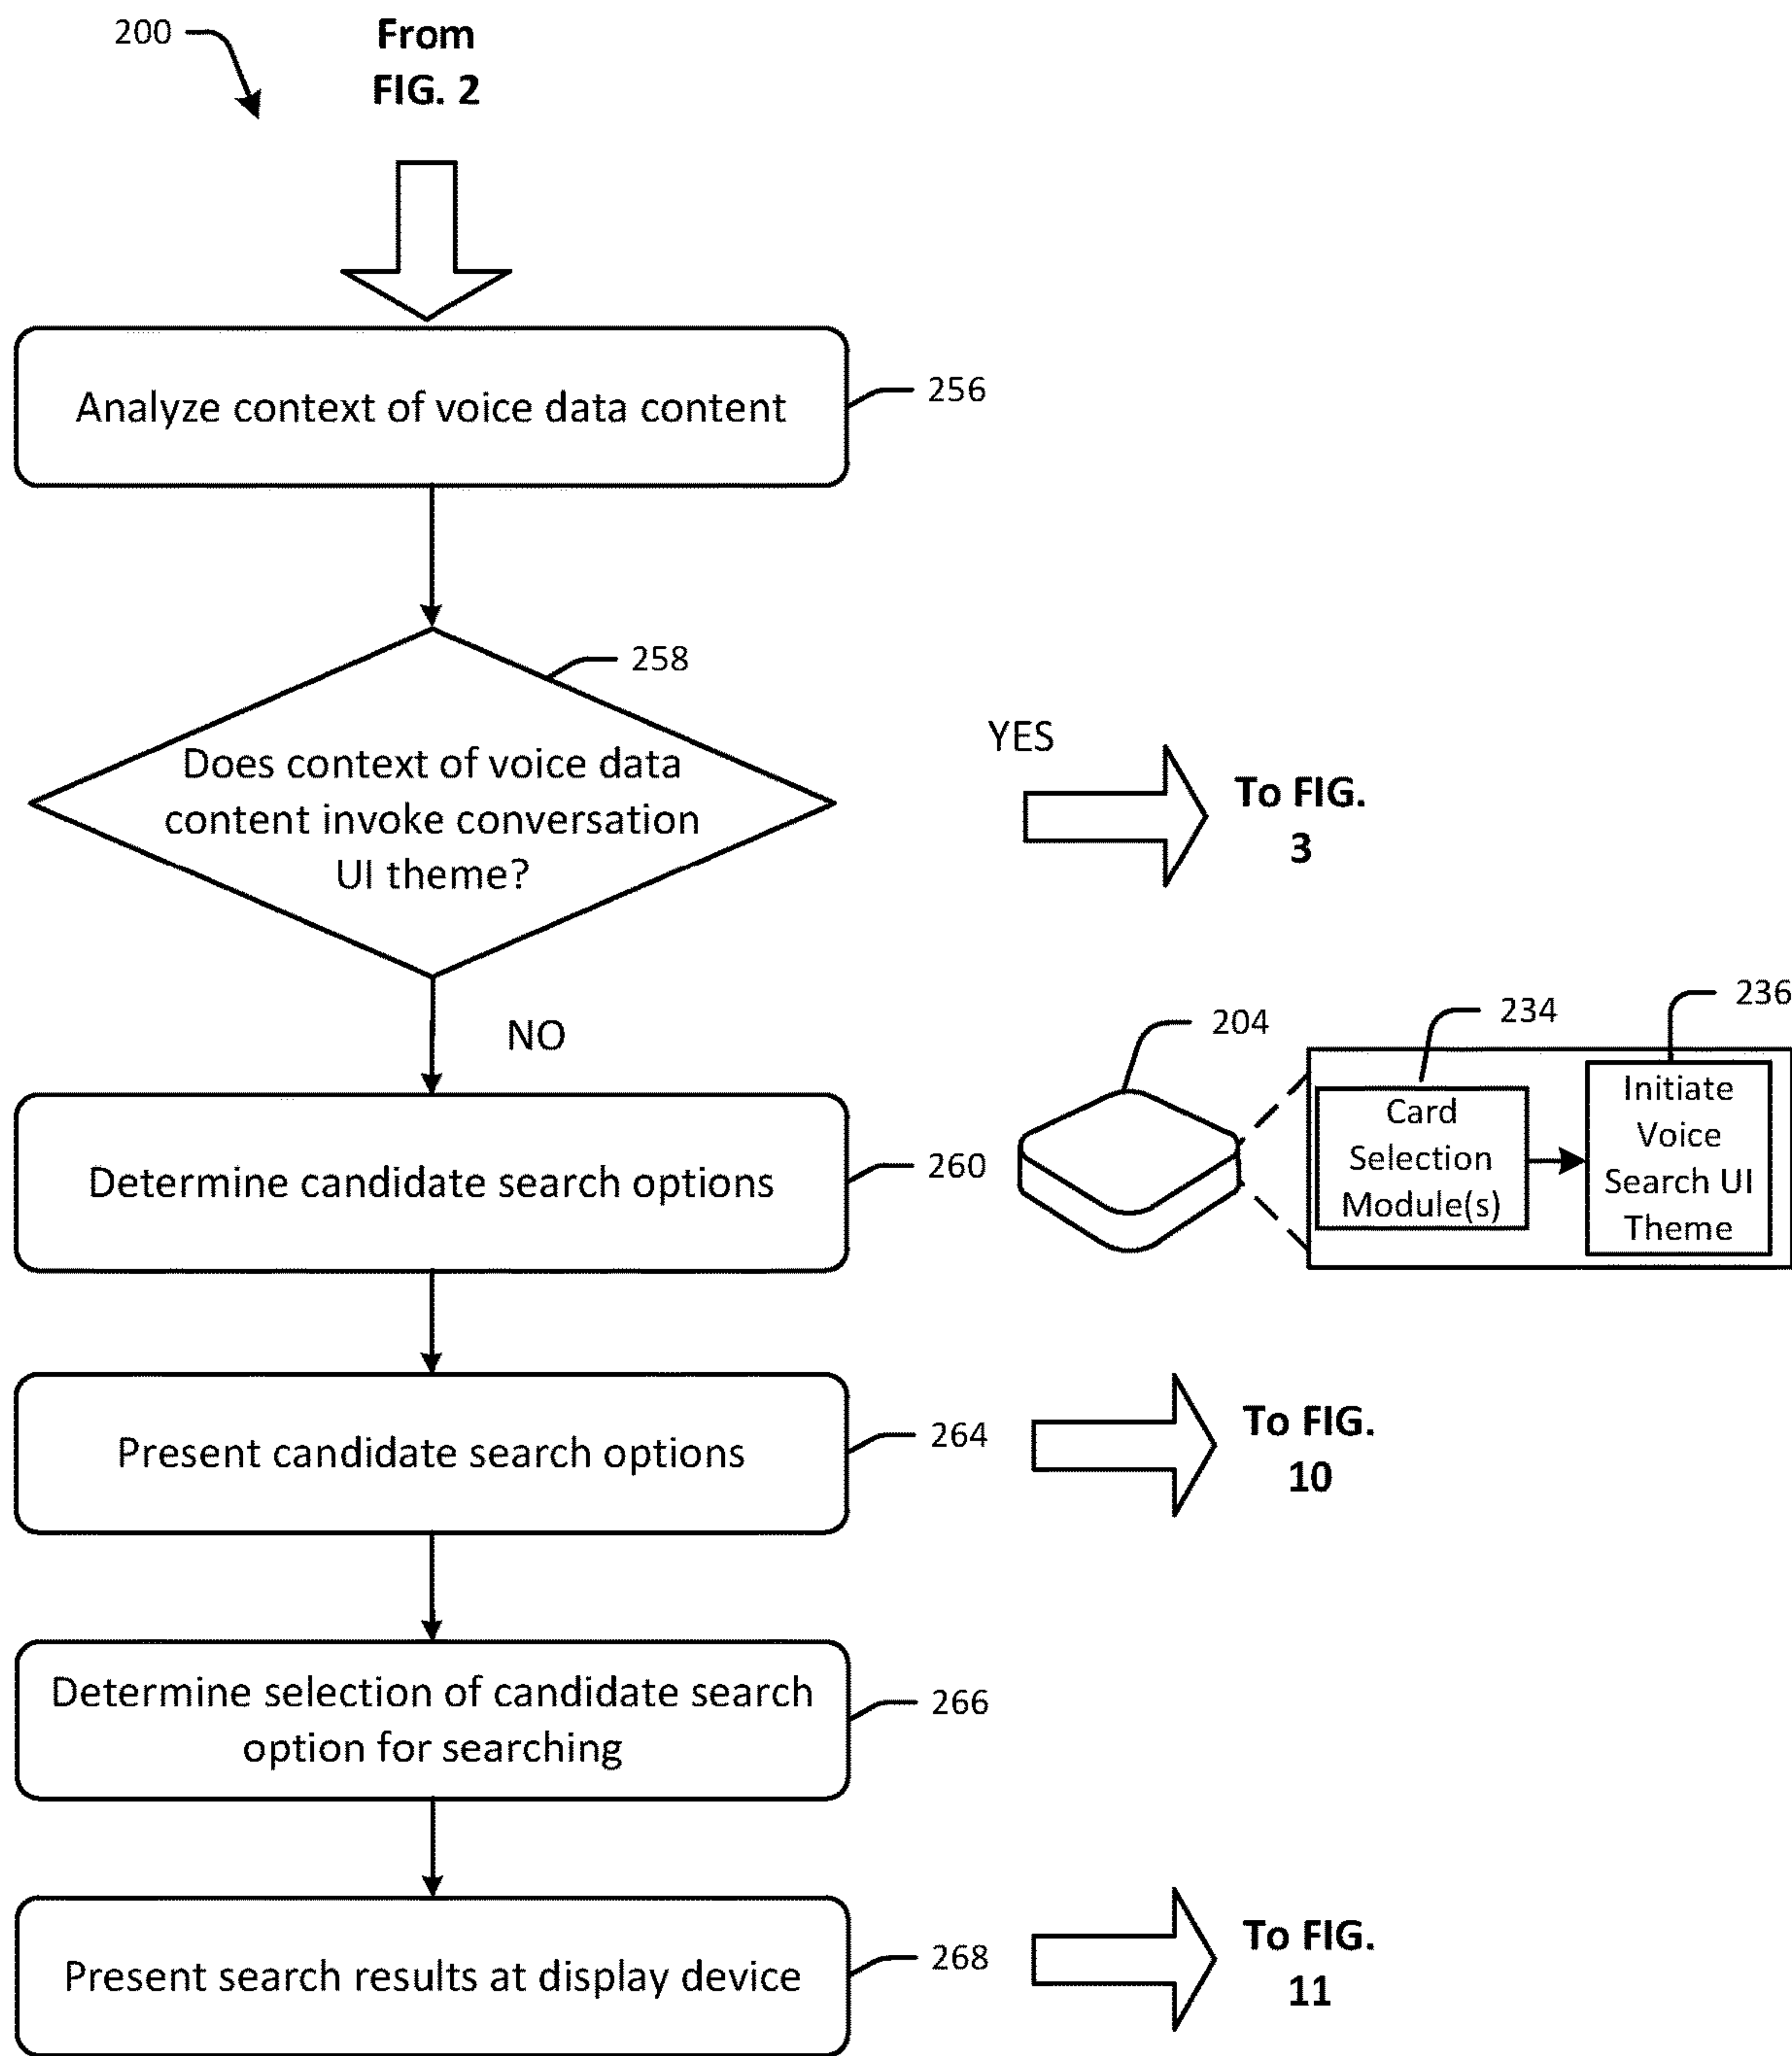 200
From
FIG. 2
Analyze context of voice data content
256
258
Does context of voice data
content invoke conversation
UI theme?
YES
To FIG.
3
NO
Determine candidate search options
260
204
234
236
Card
Selection
Module(s)
Initiate
Voice
Search UI
Theme
Present candidate search options
264
To FIG.
10
Determine selection of candidate search
option for searching
266
Present search results at display device
268
To FIG.
11